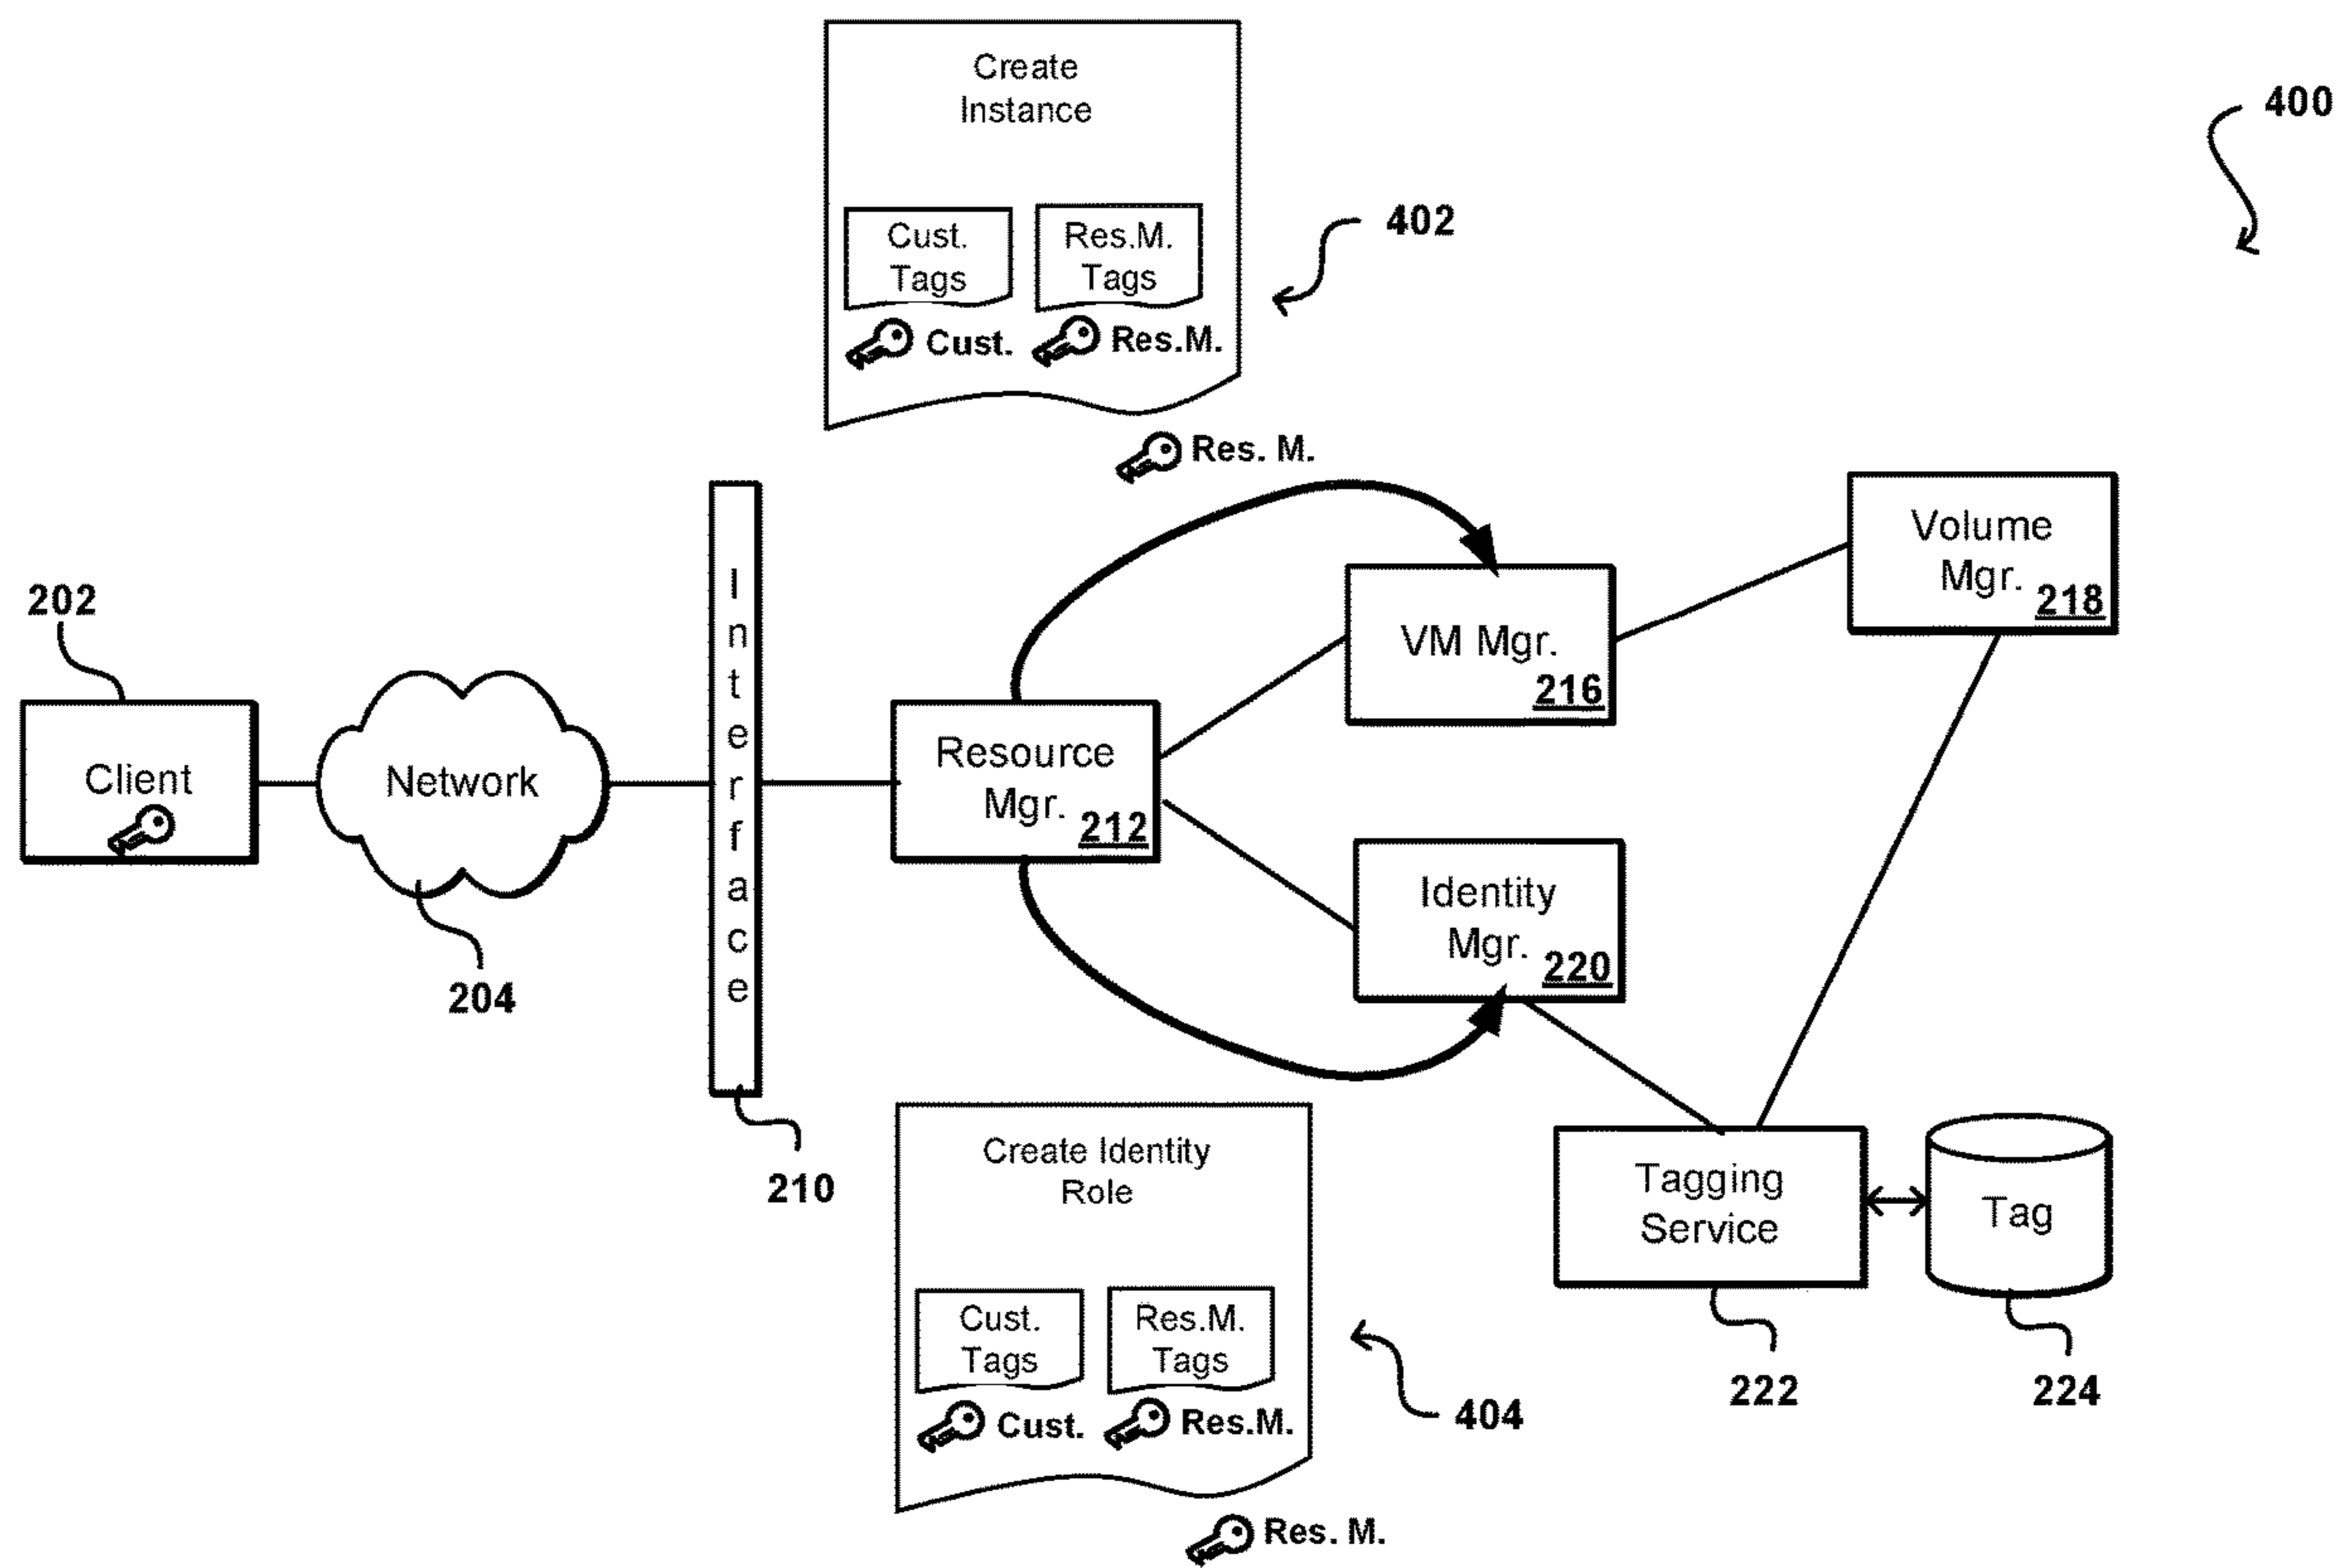 Create
Instance
400
Cust.
Tags
Res.M.
Tags
402
Cust.
Res.M.
Res. M.
Volume
Mgr.
218
202
VM Mgr.
216
Client
Network
Interface
Resource
Mgr.
212
Identity
Mgr.
220
204
210
Create Identity
Role
Tagging
Service
Tag
Cust.
Tags
Res.M.
Tags
222
224
404
Cust.
Res.M.
Res. M.